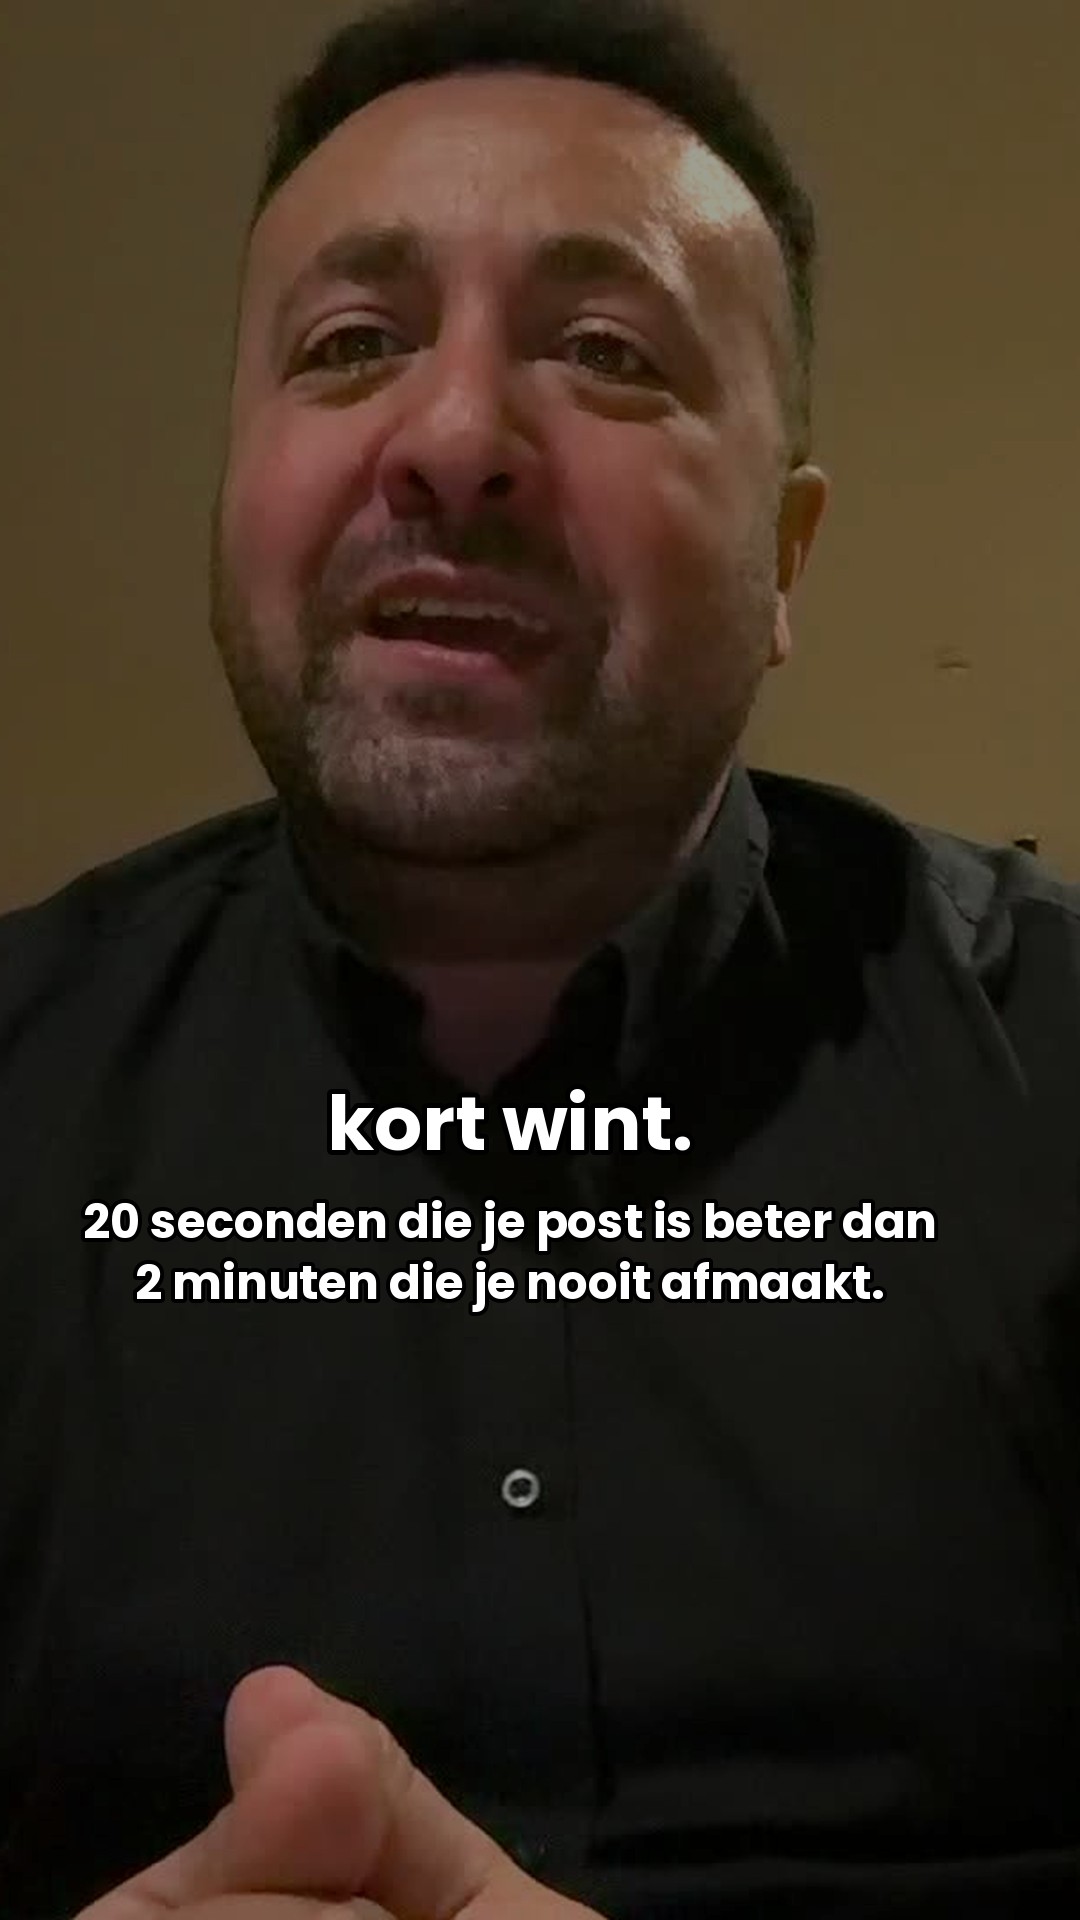 kort wint.
20 seconden die je post is beter dan
2 minuten die je nooit afmaakt.